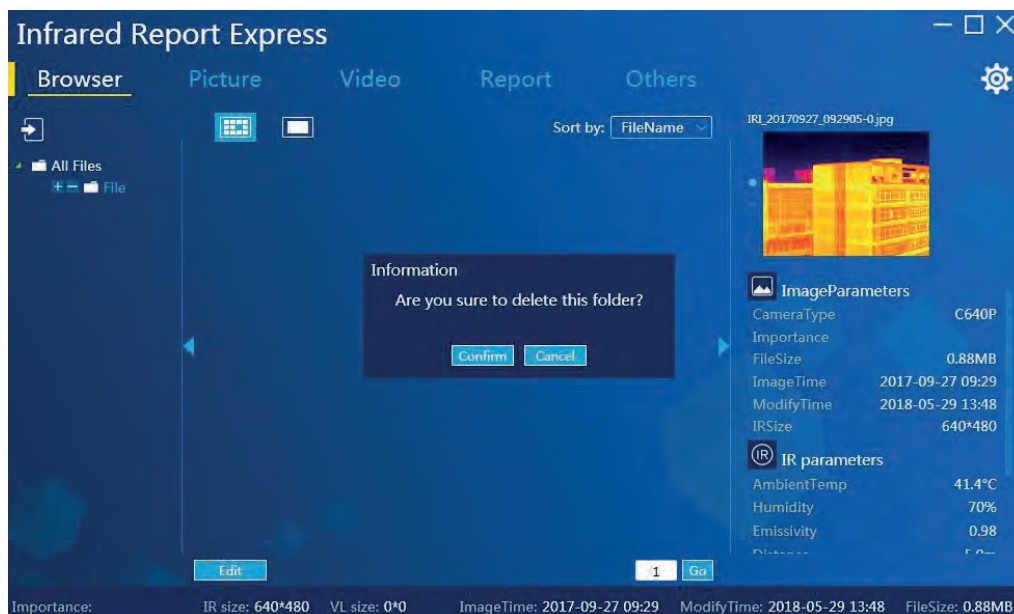 Infrared Report Express
Browser Picture Video Report Others
Sort by: FileName
All Files
File
Information
Are you sure to delete this folder?
Confirm Cancel
Edit
1 Go
IRI_20170927_092905-0.jpg
ImageParameters
CameraType C640P
Importance
FileSize 0.88MB
ImageTime 2017-09-27 09:29
ModifyTime 2018-05-29 13:48
IRSize 640*480
IR IR parameters
AmbientTemp 41.4°C
Humidity 70%
Emissivity 0.98
Importance: IR size: 640*480 VL size: 0*0 ImageTime: 2017-09-27 09:29 ModifyTime: 2018-05-29 13:48 FileSize: 0.88MB